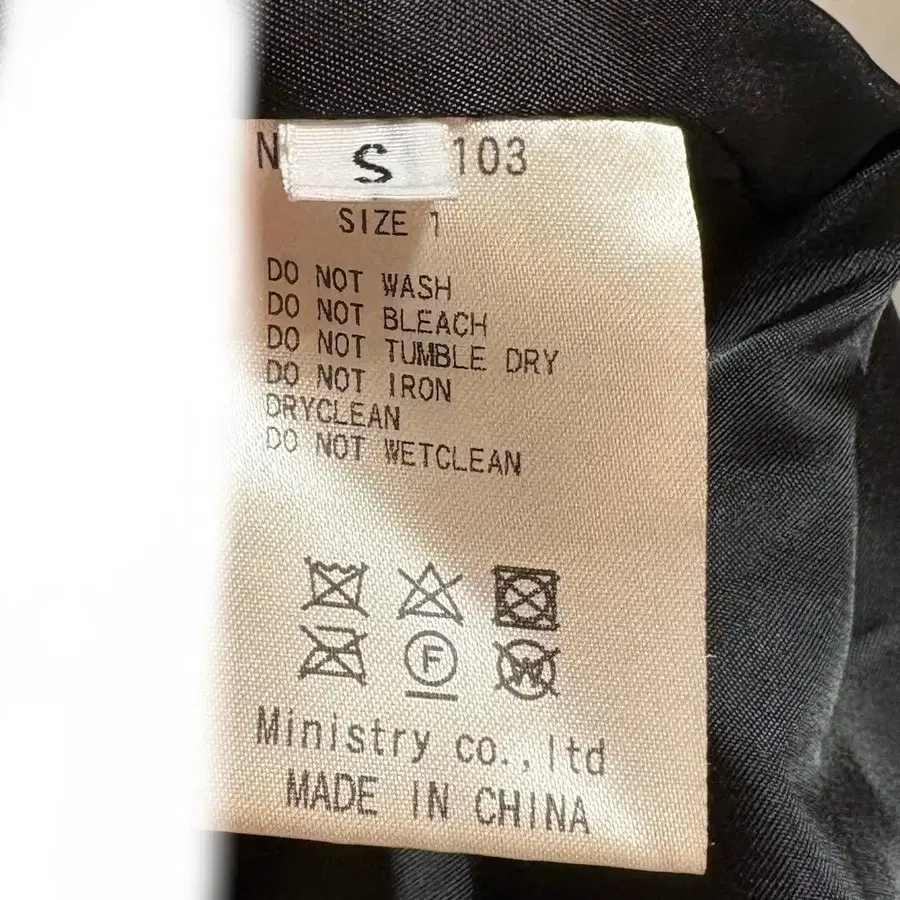 N S 103
SIZE 1
DO NOT WASH
DO NOT BLEACH
DO NOT TUMBLE DRY
DO NOT IRON
DRYCLEAN
DO NOT WETCLEAN
F
W
Ministry co.,ltd
MADE IN CHINA